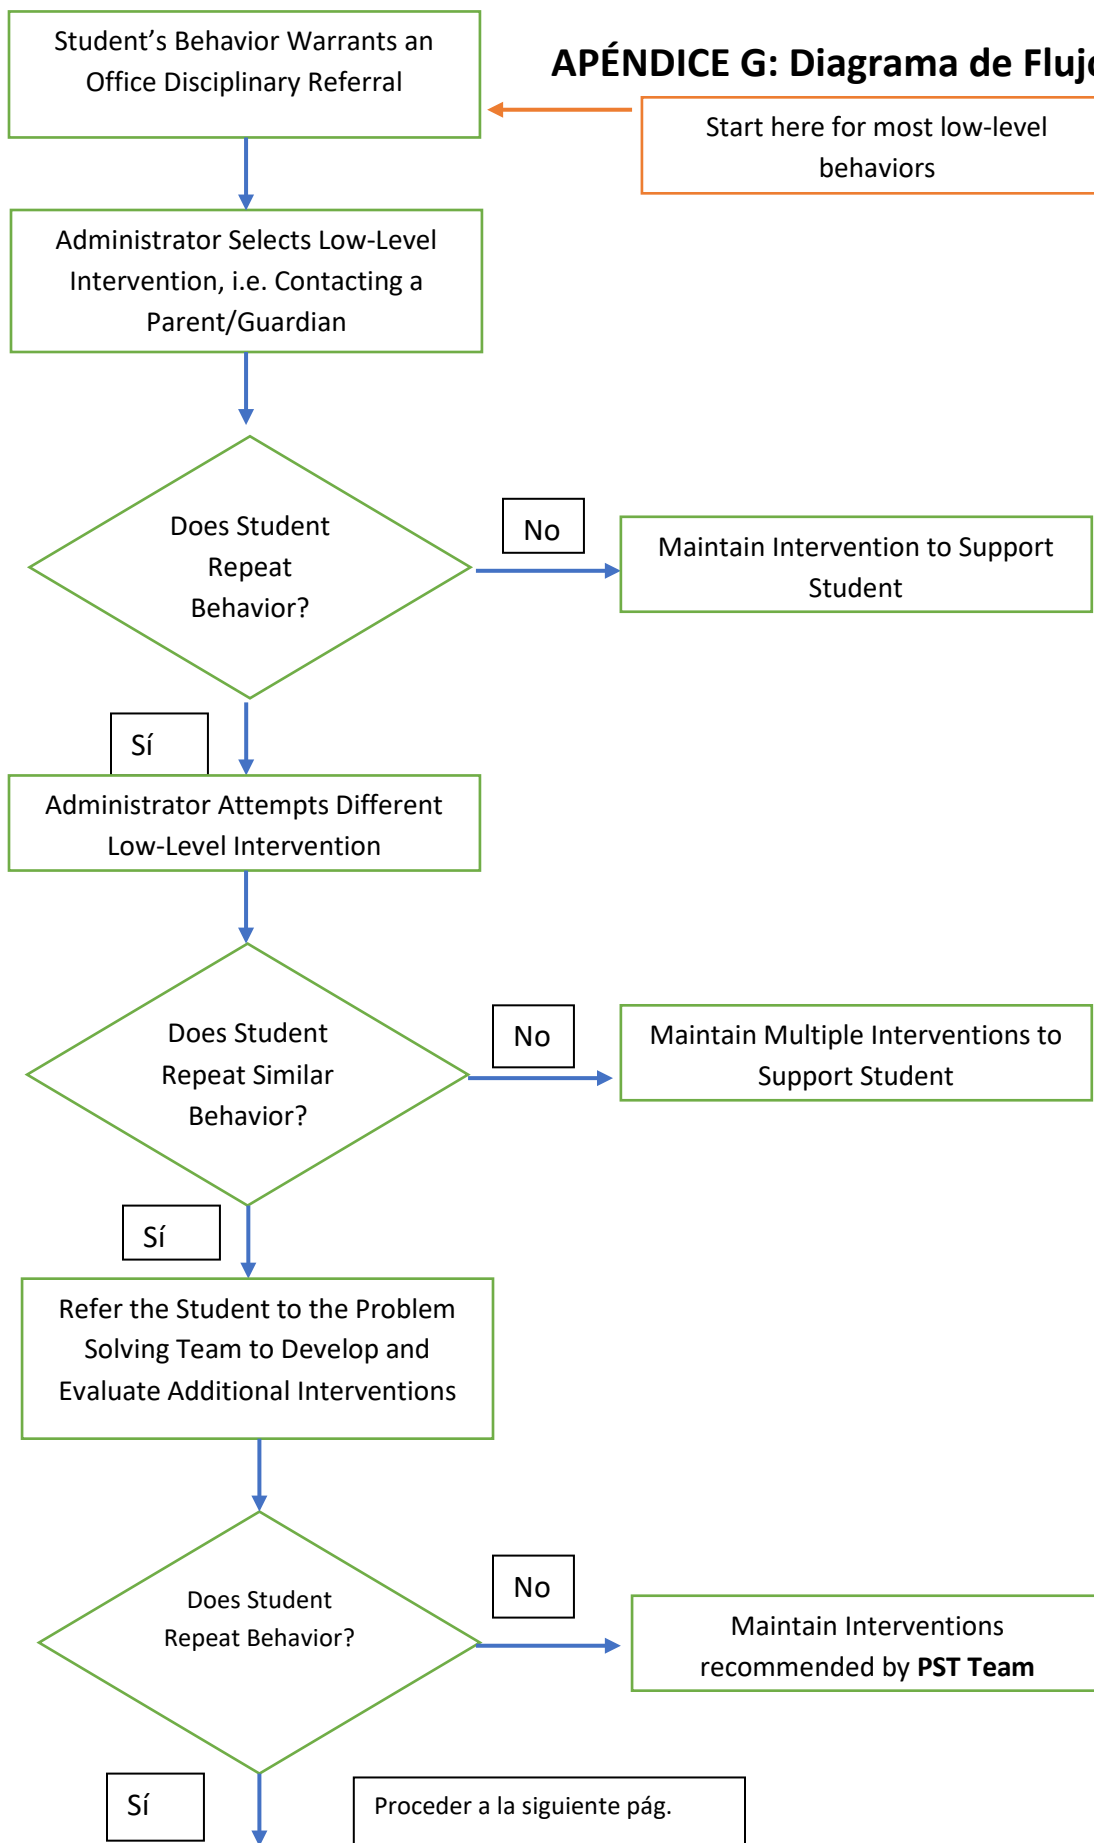 Student’s Behavior Warrants an
Office Disciplinary Referral
APÉNDICE G: Diagrama de Flujo
Start here for most low-level
behaviors
Administrator Selects Low-Level
Intervention, i.e. Contacting a
Parent/Guardian
Does Student
Repeat
Behavior?
No
Maintain Intervention to Support
Student
Sí
Administrator Attempts Different
Low-Level Intervention
Does Student
Repeat Similar
Behavior?
No
Maintain Multiple Interventions to
Support Student
Sí
Refer the Student to the Problem
Solving Team to Develop and
Evaluate Additional Interventions
Does Student
Repeat Behavior?
No
Maintain Interventions
recommended by PST Team
Sí
Proceder a la siguiente pág.